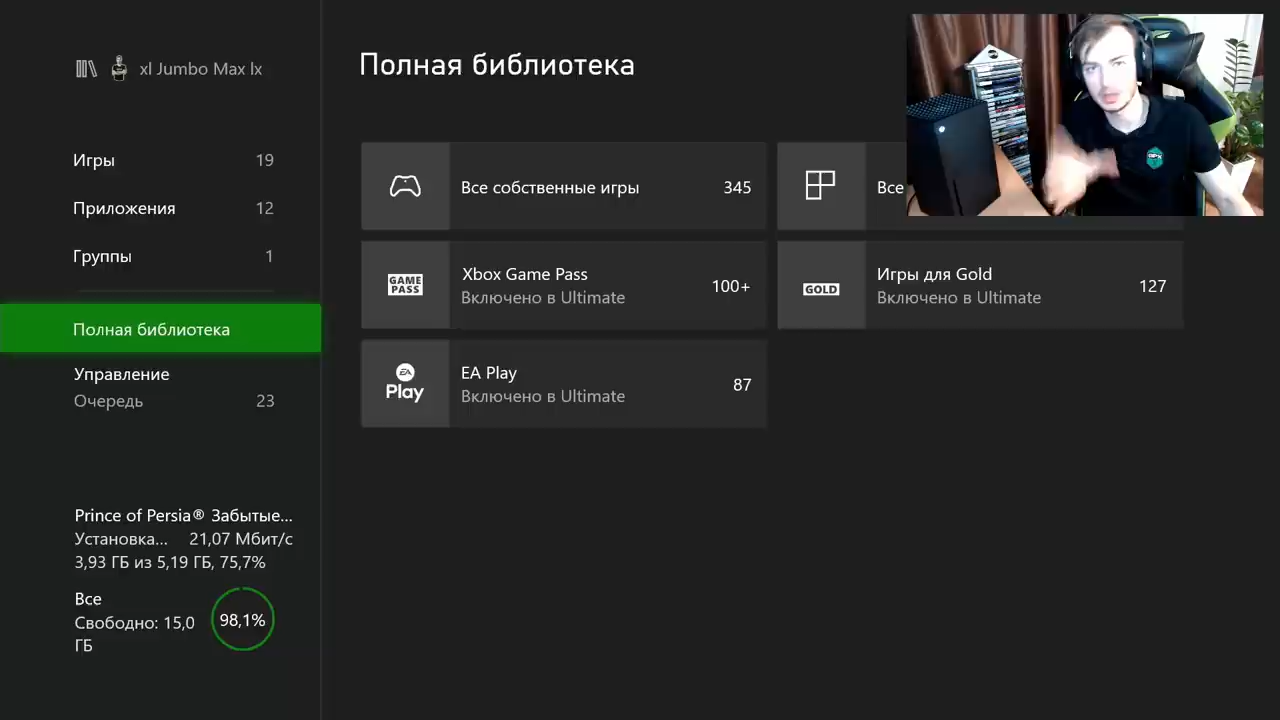 xl Jumbo Max lx
Игры 19
Приложения 12
Группы 1
Полная библиотека
Управление
Очередь 23
Prince of Persia® Забытые...
Установка... 21,07 Мбит/с
3,93 ГБ из 5,19 ГБ, 75,7%
Все
Свободно: 15,0
ГБ
98,1%
Полная библиотека
Все собственные игры 345
Все
GAME
PASS
Xbox Game Pass
Включено в Ultimate
100+
GOLD
Игры для Gold
Включено в Ultimate
127
EA
Play
EA Play
Включено в Ultimate
87